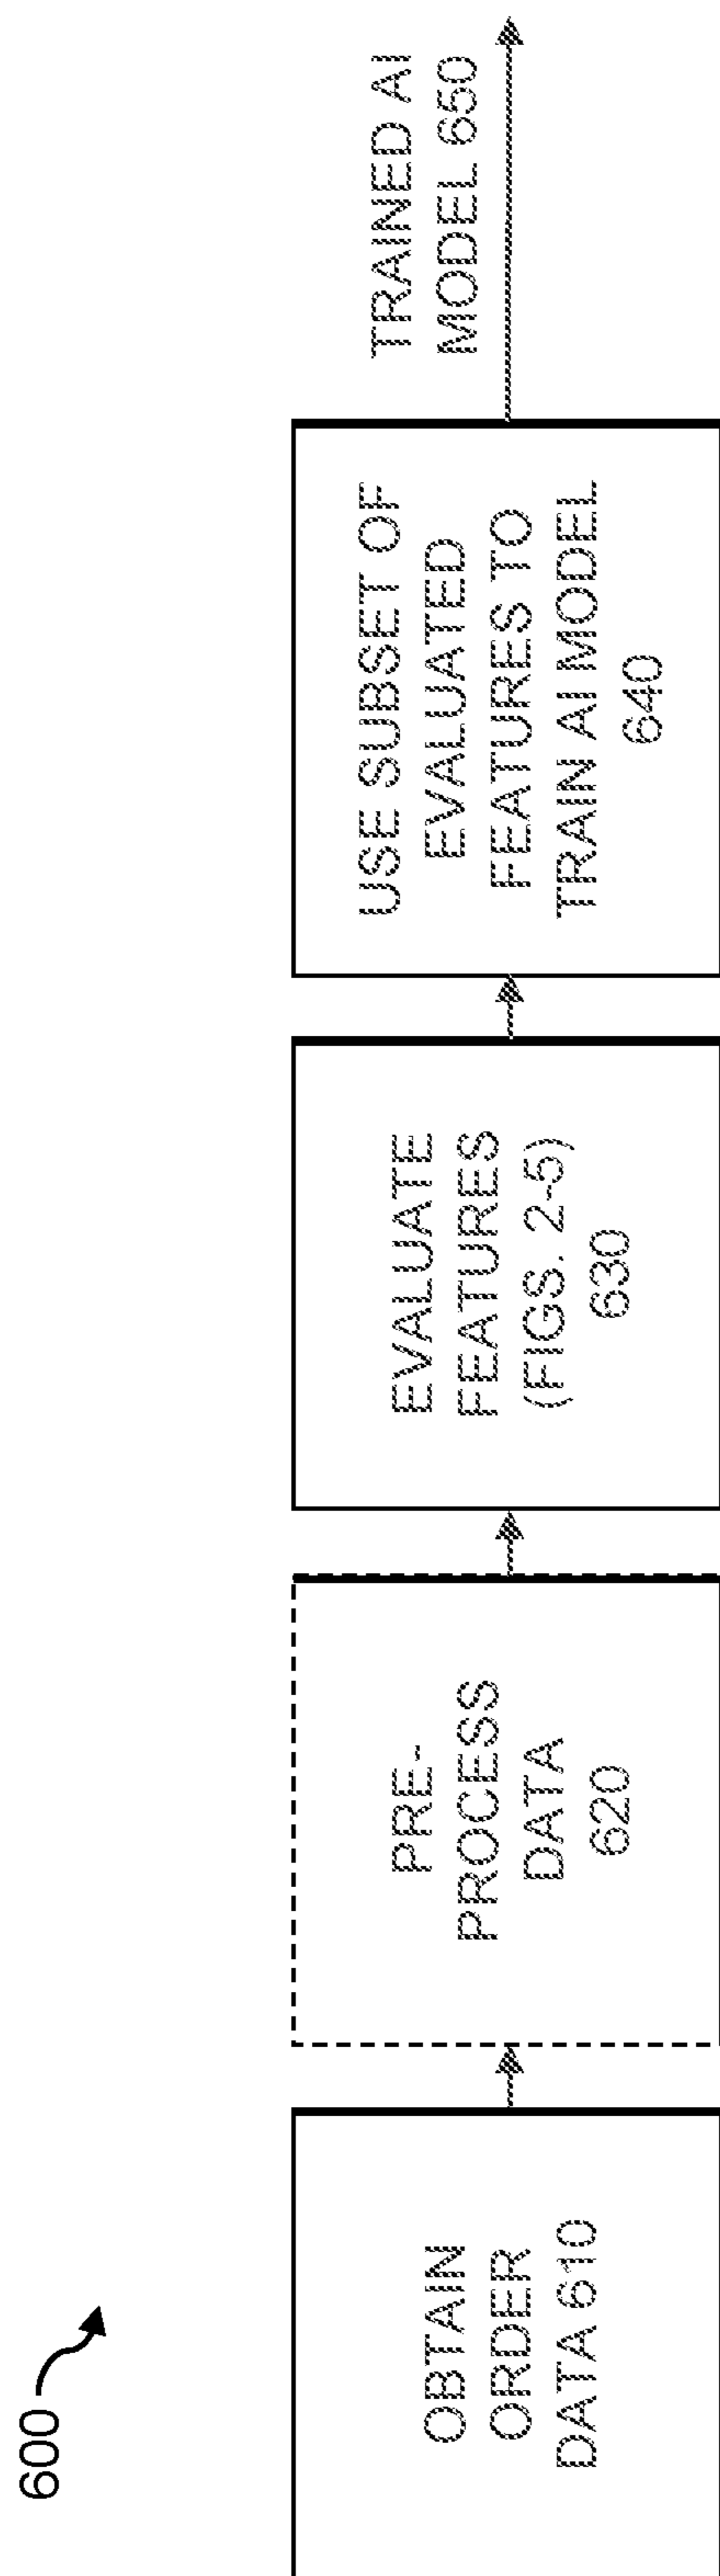 600
OBTAIN
ORDER
DATA 610
PRE-
PROCESS
DATA
620
EVALUATE
FEATURES
(FIGS. 2-5)
630
USE SUBSET OF
EVALUATED
FEATURES TO
TRAIN AI MODEL
640
TRAINED AI
MODEL 650